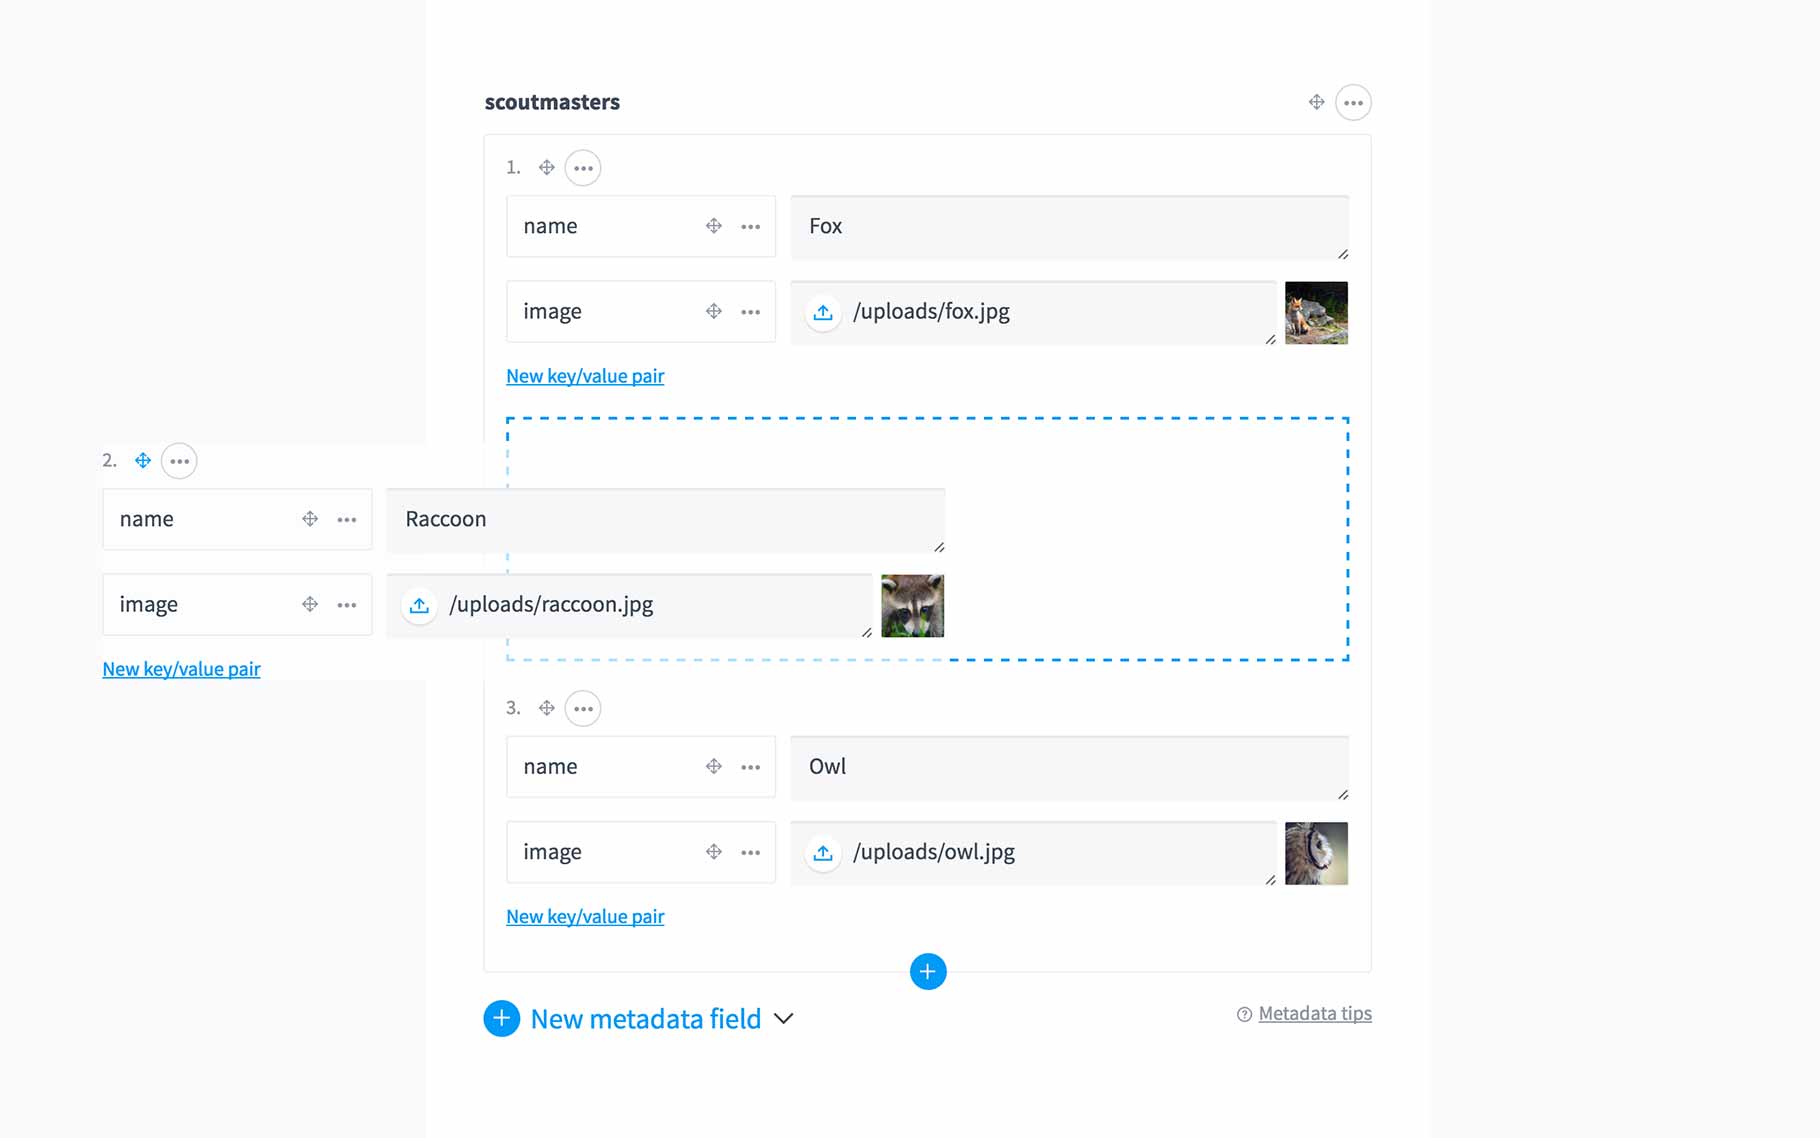 scoutmasters
1.
name
Fox
image
/uploads/fox.jpg
New key/value pair
2.
name
Raccoon
image
/uploads/raccoon.jpg
New key/value pair
3.
name
Owl
image
/uploads/owl.jpg
New key/value pair
New metadata field
Metadata tips